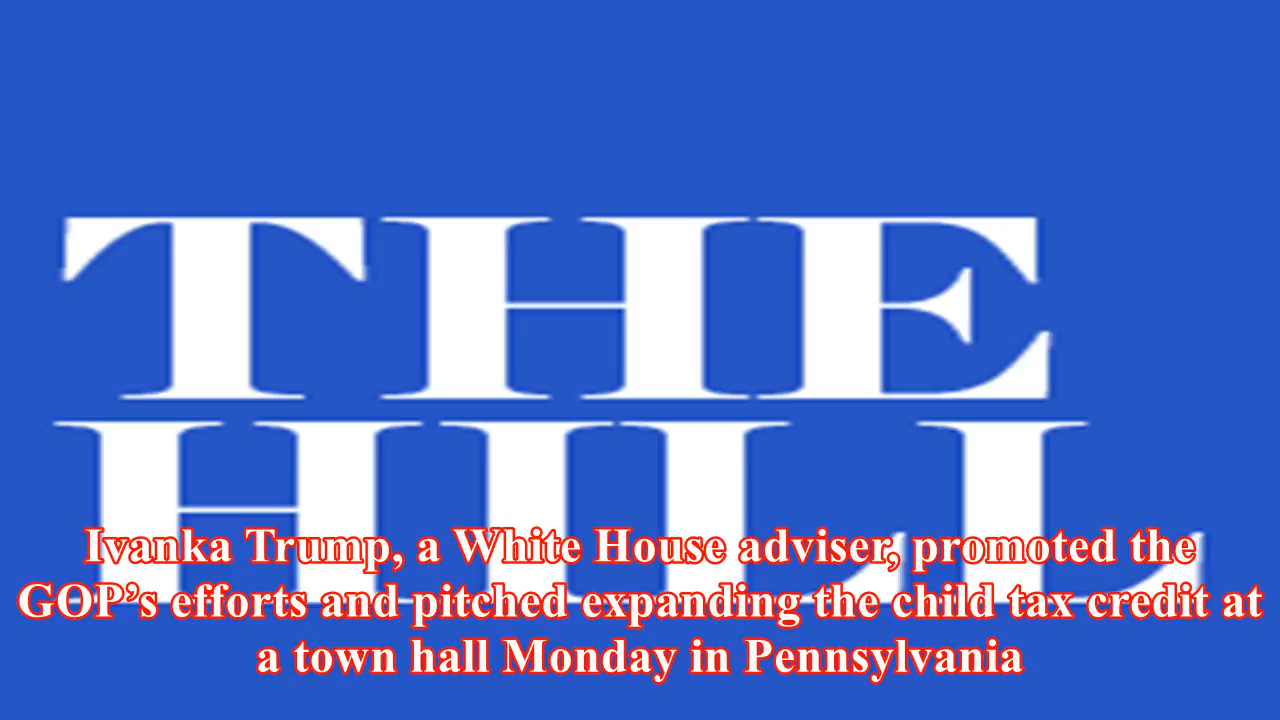 THE
HILL
Ivanka Trump, a White House adviser, promoted the
GOP’s efforts and pitched expanding the child tax credit at
a town hall Monday in Pennsylvania